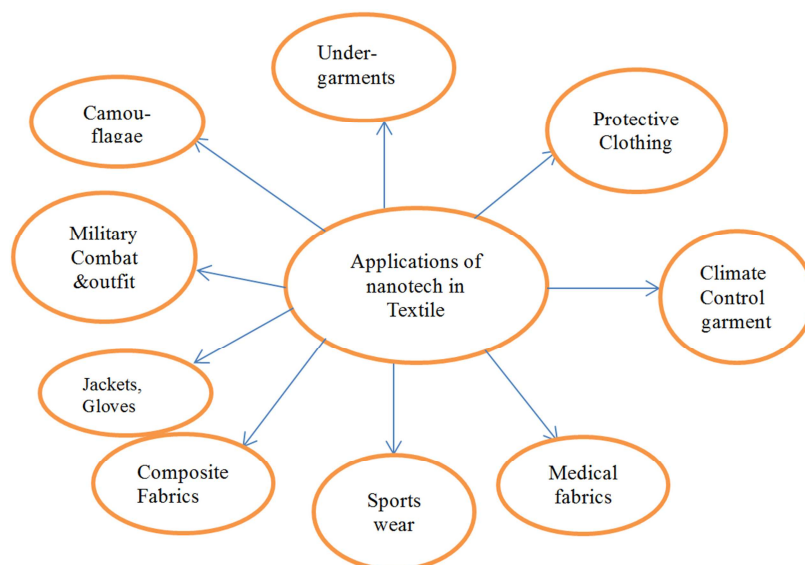 Under-
garments
Camou-
flagae
Protective
Clothing
Military
Combat
&outfit
Applications of
nanotech in
Textile
Climate
Control
garment
Jackets,
Gloves
Composite
Fabrics
Sports
wear
Medical
fabrics